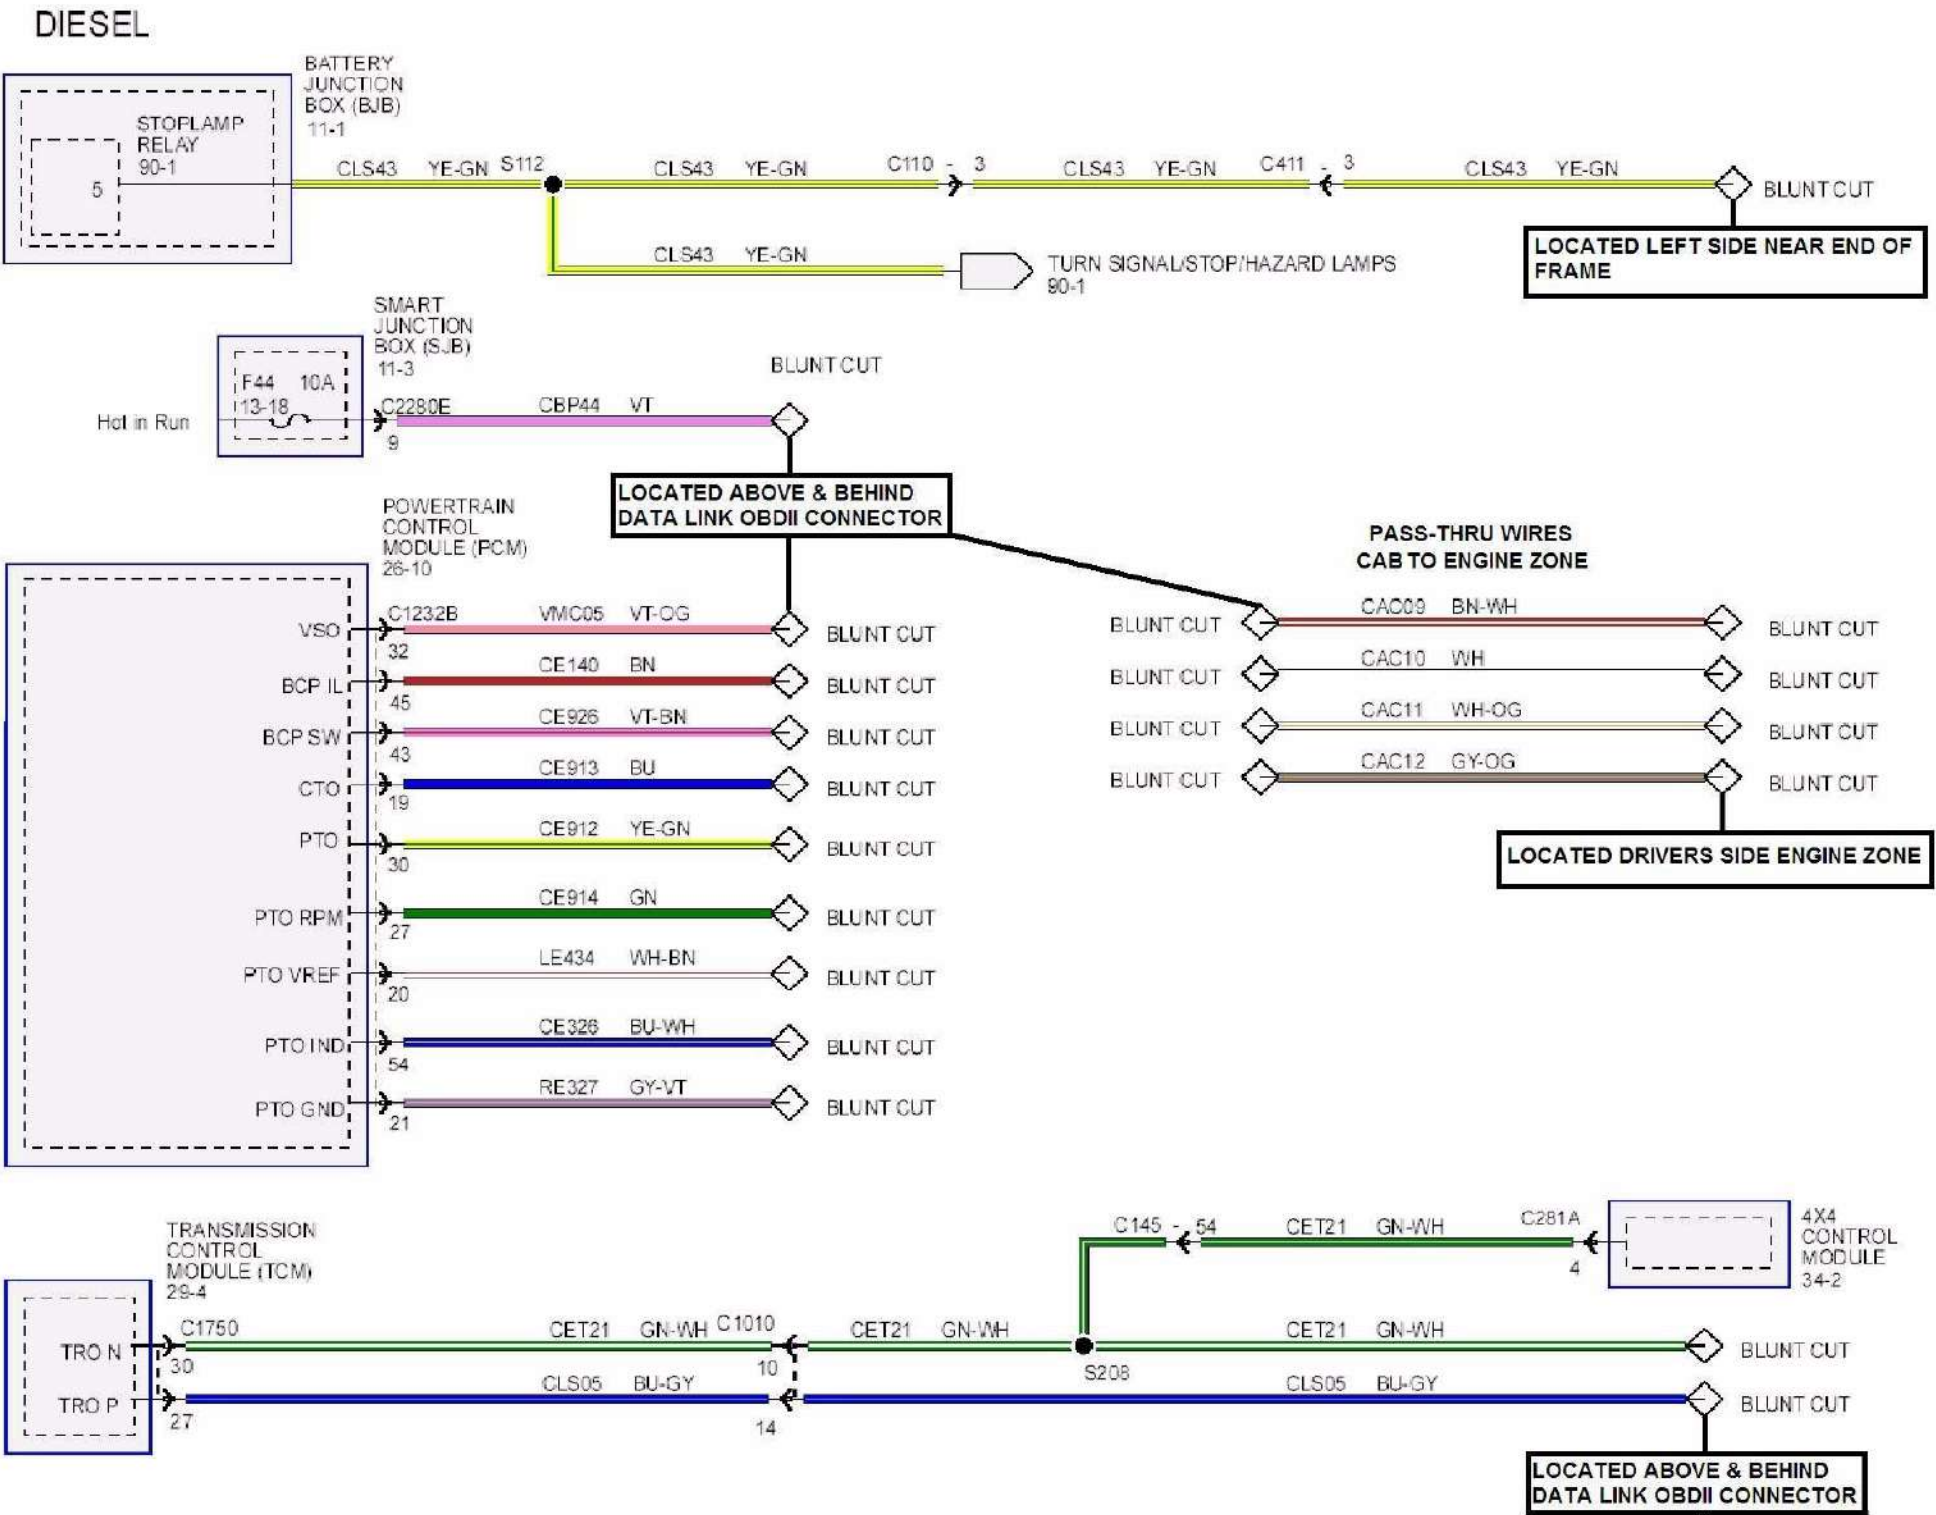 DIESEL
BATTERY
JUNCTION
BOX (BJB)
11-1
STOPLAMP
RELAY
90-1
5
CLS43 YE-GN S112 CLS43 YE-GN C110 - 3 CLS43 YE-GN C411 - 3 CLS43 YE-GN
BLUNT CUT
LOCATED LEFT SIDE NEAR END OF
FRAME
CLS43 YE-GN
TURN SIGNAL/STOP/HAZARD LAMPS
90-1
SMART
JUNCTION
BOX (SJB)
11-3
BLUNT CUT
F44 10A
13-18
Hot in Run
C2280E CBP44 VT
9
LOCATED ABOVE & BEHIND
DATA LINK OBDII CONNECTOR
POWERTRAIN
CONTROL
MODULE (PCM)
26-10
VSO C1232B VMC05 VT-OG BLUNT CUT
32
BCP IL CE140 BN BLUNT CUT
45
BCP SW CE926 VT-BN BLUNT CUT
43
CTO CE913 BU BLUNT CUT
19
PTO CE912 YE-GN BLUNT CUT
30
PTO RPM CE914 GN BLUNT CUT
27
PTO VREF LE434 WH-BN BLUNT CUT
20
PTO IND CE326 BU-WH BLUNT CUT
54
PTO GND RE327 GY-VT BLUNT CUT
21
PASS-THRU WIRES
CAB TO ENGINE ZONE
BLUNT CUT CAC09 BN-WH BLUNT CUT
BLUNT CUT CAC10 WH BLUNT CUT
BLUNT CUT CAC11 WH-OG BLUNT CUT
BLUNT CUT CAC12 GY-OG BLUNT CUT
LOCATED DRIVERS SIDE ENGINE ZONE
TRANSMISSION
CONTROL
MODULE (TCM)
29-4
C145 - 54 CET21 GN-WH C281A
4
4X4
CONTROL
MODULE
34-2
TRO N C1750 CET21 GN-WH C1010 CET21 GN-WH CET21 GN-WH BLUNT CUT
30 10 S208
TRO P CLS05 BU-GY CLS05 BU-GY BLUNT CUT
27 14
LOCATED ABOVE & BEHIND
DATA LINK OBDII CONNECTOR